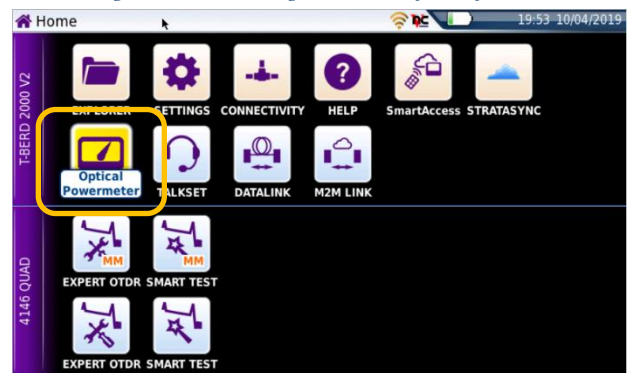 Home
19:53 10/04/2019
T-BERD 2000 V2
EXPLORER SETTINGS CONNECTIVITY HELP SmartAccess STRATASYNC
Optical
Powermeter TALKSET DATALINK M2M LINK
4146 QUAD
MM MM
EXPERT OTDR SMART TEST
EXPERT OTDR SMART TEST